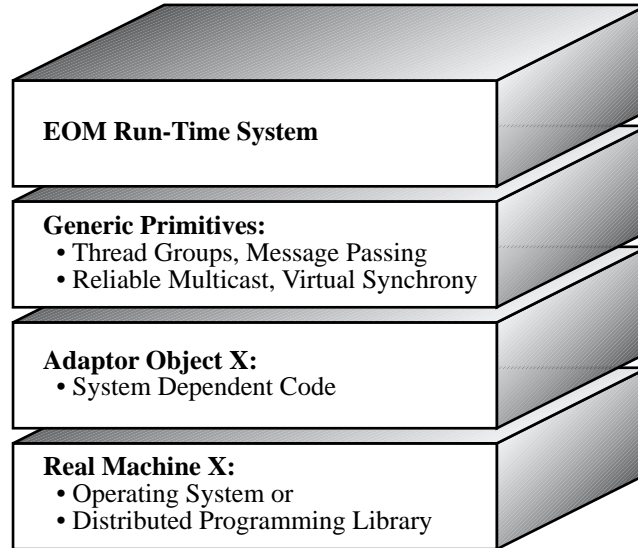 EOM Run-Time System
Generic Primitives:
• Thread Groups, Message Passing
• Reliable Multicast, Virtual Synchrony
Adaptor Object X:
• System Dependent Code
Real Machine X:
• Operating System or
• Distributed Programming Library